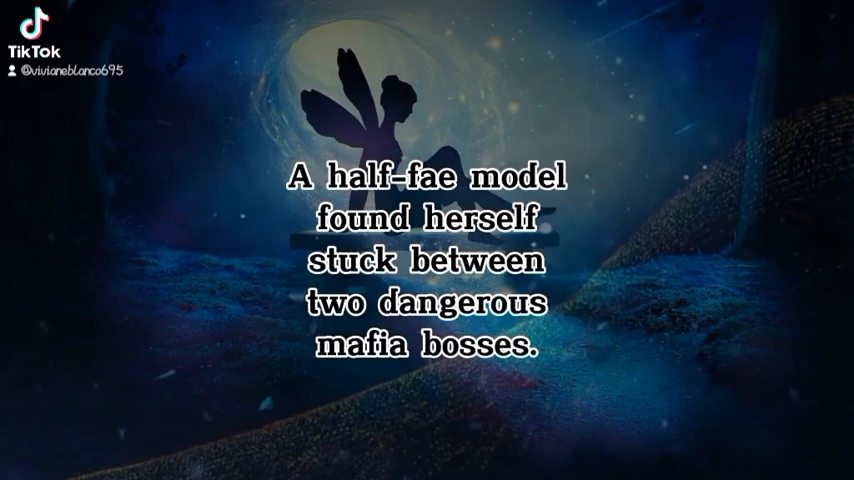 TikTok
@vivianeblanco695
A half-fae model
found herself
stuck between
two dangerous
mafia bosses.